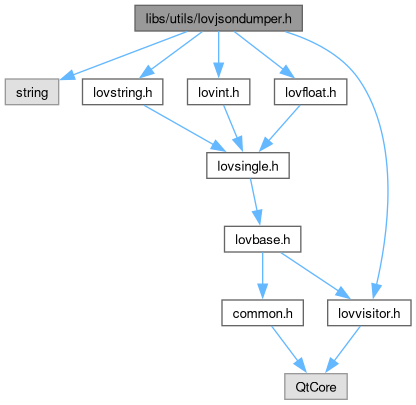 libs/utils/lovjsondumper.h
string
lovstring.h
lovint.h
lovfloat.h
lovsingle.h
lovbase.h
common.h
lovvisitor.h
QtCore